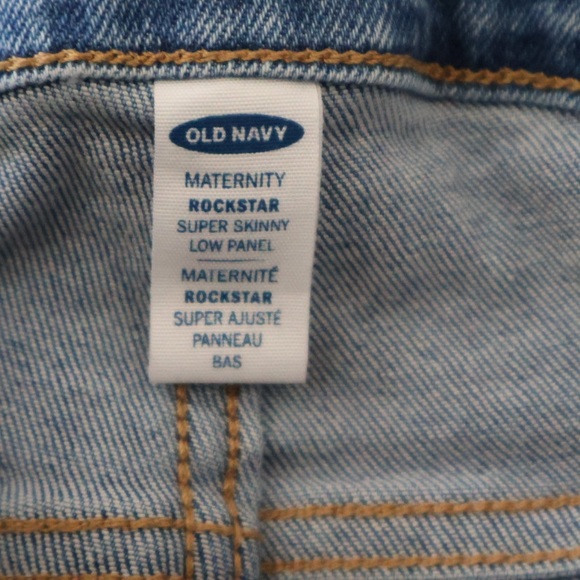 OLD NAVY
MATERNITY
ROCKSTAR
SUPER SKINNY
LOW PANEL
MATERNITÉ
ROCKSTAR
SUPER AJUSTÉ
PANNEAU
BAS